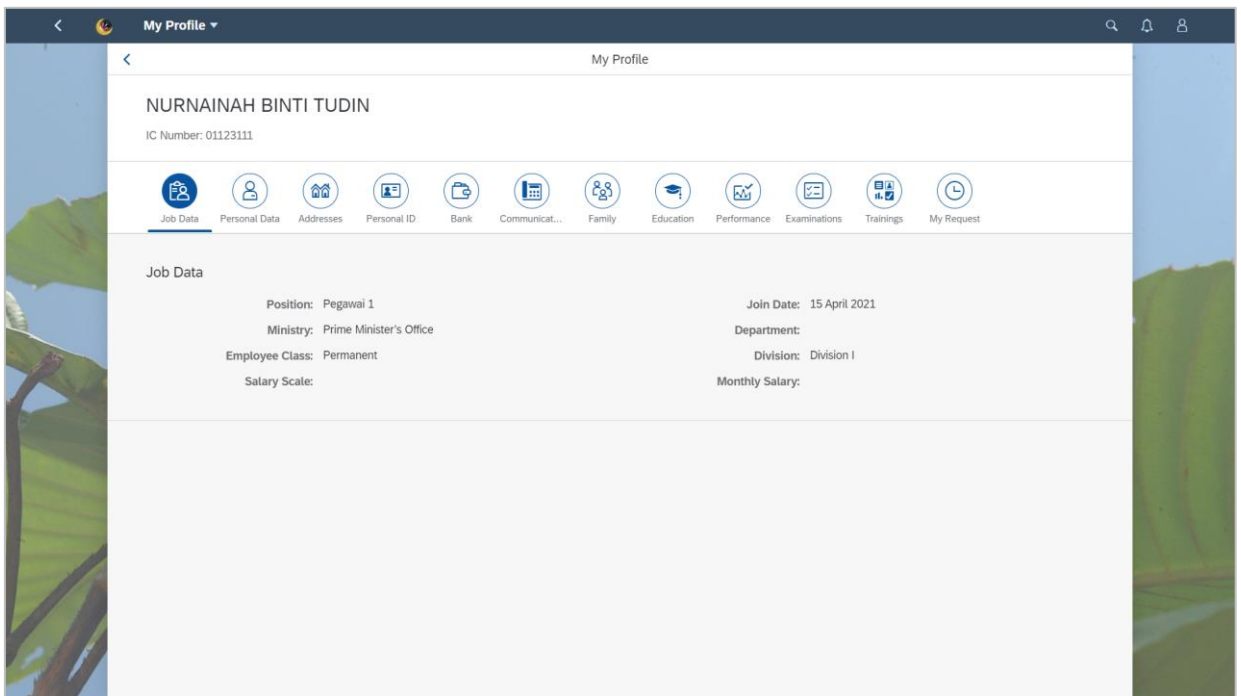 My Profile
My Profile
NURNAINAH BINTI TUDIN
IC Number: 01123111
Job Data Personal Data Addresses Personal ID Bank Communicat... Family Education Performance Examinations Trainings My Request
Job Data
Position: Pegawai 1 Join Date: 15 April 2021
Ministry: Prime Minister's Office Department:
Employee Class: Permanent Division: Division I
Salary Scale: Monthly Salary: